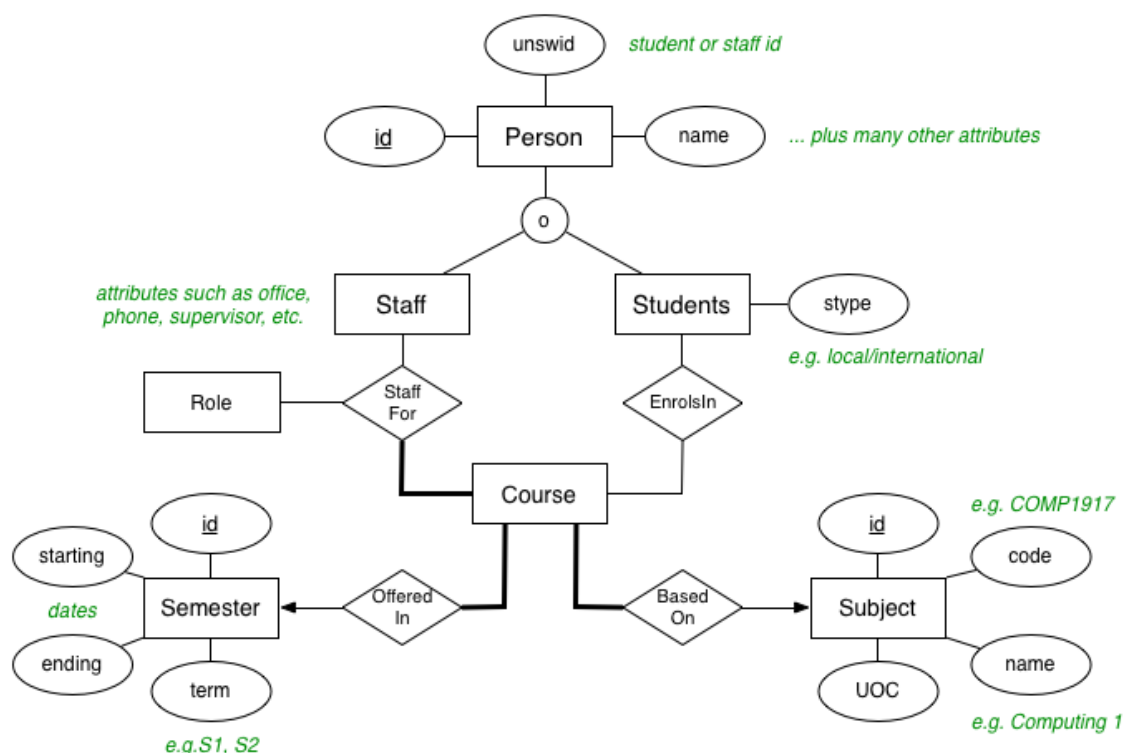 unswid
student or staff id
id
Person
name
... plus many other attributes
o
attributes such as office,
phone, supervisor, etc.
Staff
Students
stype
e.g. local/international
Role
Staff
For
EnrolsIn
Course
e.g. COMP1917
id
id
starting
code
dates
Semester
Offered
In
Based
On
Subject
ending
term
UOC
name
e.g.S1, S2
e.g. Computing 1